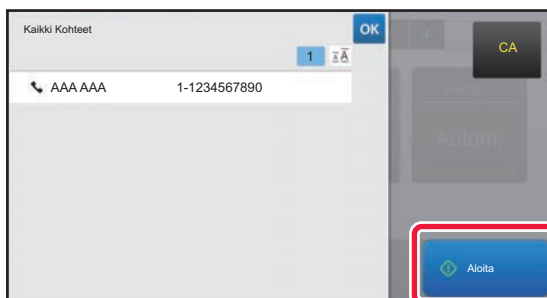 Kaikki Kohteet
OK
CA
1
AAA AAA 1-1234567890
Alkup.
Autom.
Aloita